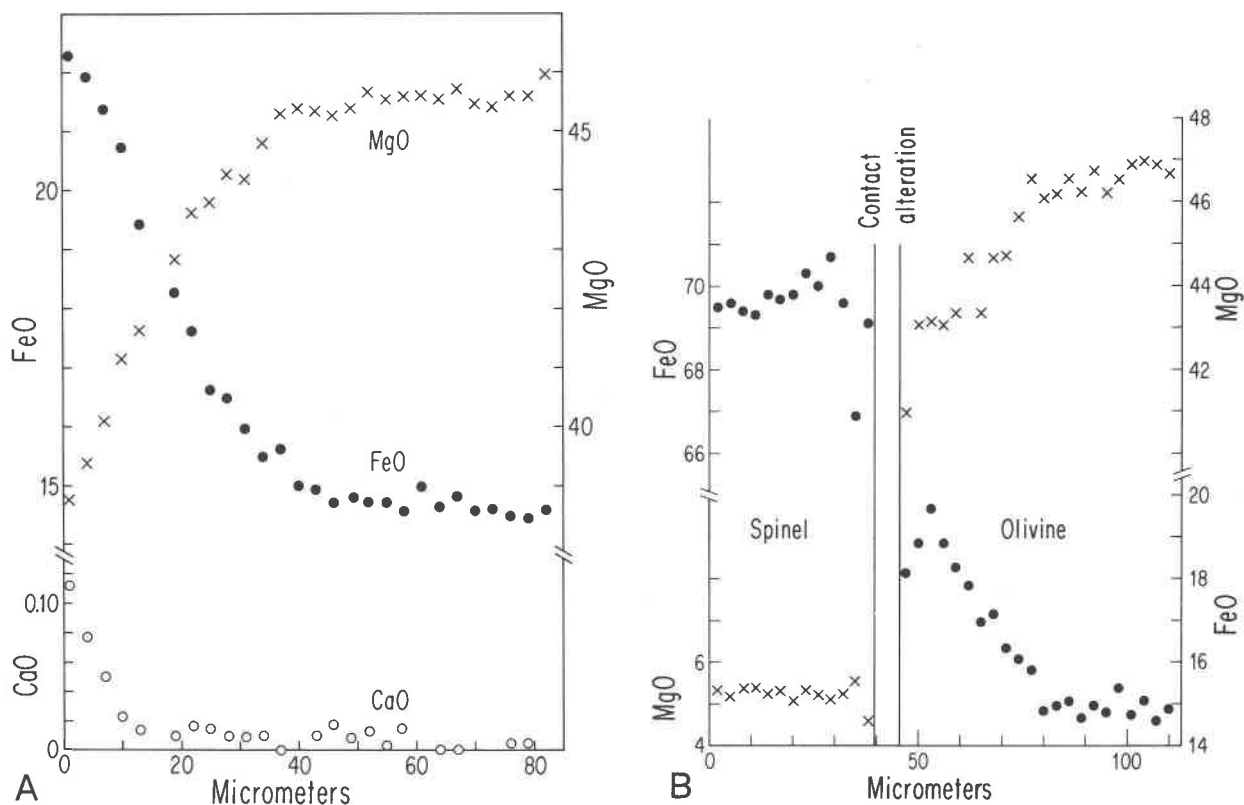 FeO
20
15
MgO
45
40
MgO
FeO
CaO
0.10
0
CaO
0 20 40 60 80
Micrometers
A
Contact
alteration
FeO
70
68
66
MgO
48
46
44
42
Spinel
Olivine
MgO
6
4
FeO
20
18
16
15
14
0 50 100
Micrometers
B